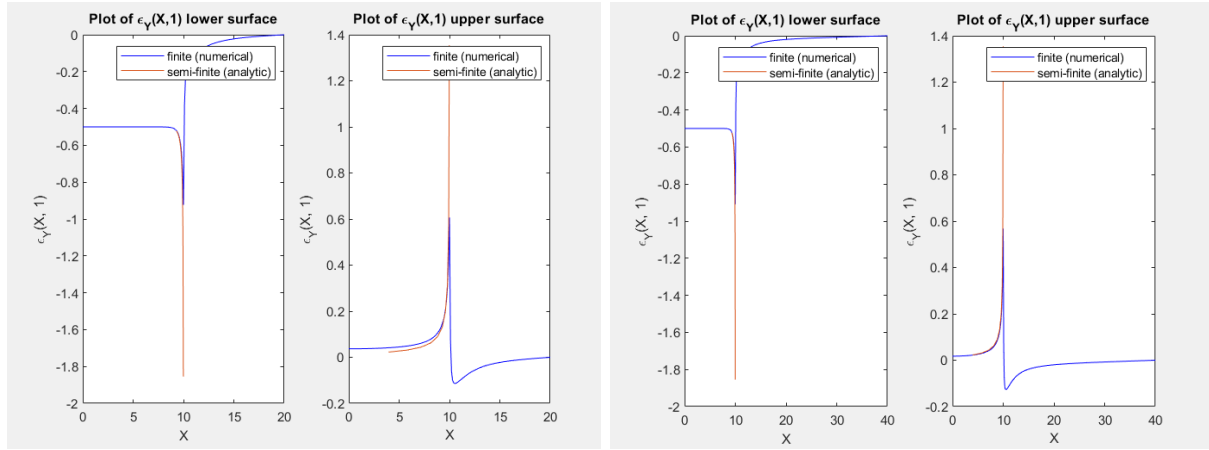 Plot of ϵY(X,1) lower surface
finite (numerical)
semi-finite (analytic)
0
-0.2
-0.4
-0.6
-0.8
-1
-1.2
-1.4
-1.6
-1.8
-2
ϵY(X, 1)
0 5 10 15 20
X
Plot of ϵY(X,1) upper surface
finite (numerical)
semi-finite (analytic)
1.4
1.2
1
0.8
0.6
0.4
0.2
0
-0.2
ϵY(X, 1)
0 5 10 15 20
X
Plot of ϵY(X,1) lower surface
finite (numerical)
semi-finite (analytic)
0
-0.2
-0.4
-0.6
-0.8
-1
-1.2
-1.4
-1.6
-1.8
-2
ϵY(X, 1)
0 10 20 30 40
X
Plot of ϵY(X,1) upper surface
finite (numerical)
semi-finite (analytic)
1.4
1.2
1
0.8
0.6
0.4
0.2
0
-0.2
ϵY(X, 1)
0 10 20 30 40
X